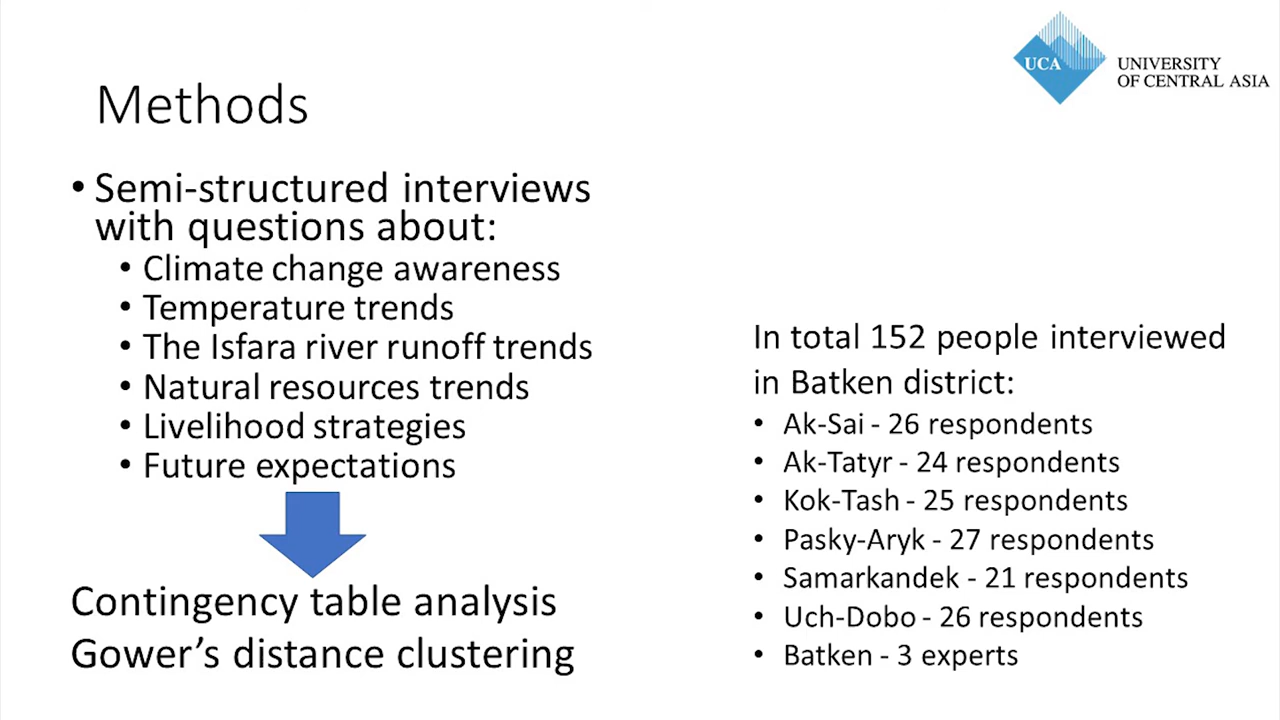 UCA
UNIVERSITY
OF CENTRAL ASIA
Methods
• Semi-structured interviews
with questions about:
• Climate change awareness
• Temperature trends
• The Isfara river runoff trends
• Natural resources trends
• Livelihood strategies
• Future expectations
Contingency table analysis
Gower’s distance clustering
In total 152 people interviewed
in Batken district:
• Ak-Sai - 26 respondents
• Ak-Tatyr - 24 respondents
• Kok-Tash - 25 respondents
• Pasky-Aryk - 27 respondents
• Samarkandek - 21 respondents
• Uch-Dobo - 26 respondents
• Batken - 3 experts